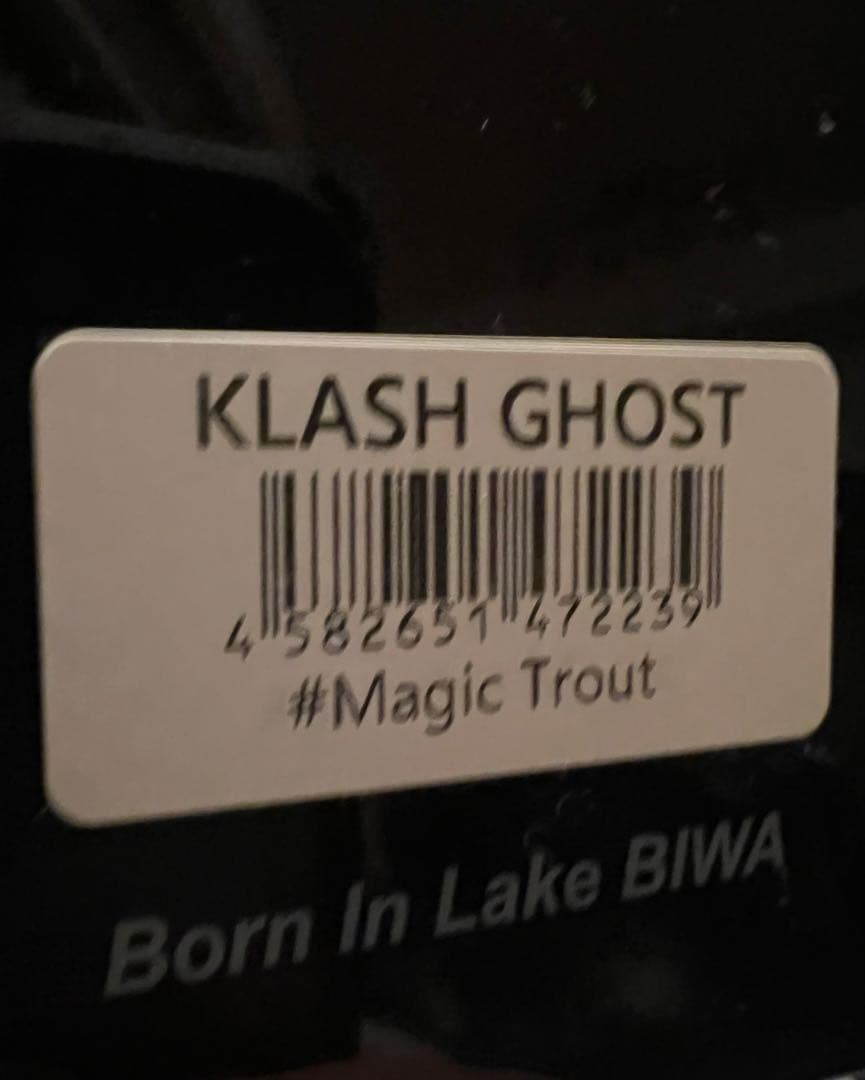 KLASH GHOST
4 582651 472239
#Magic Trout
Born In Lake BIWA